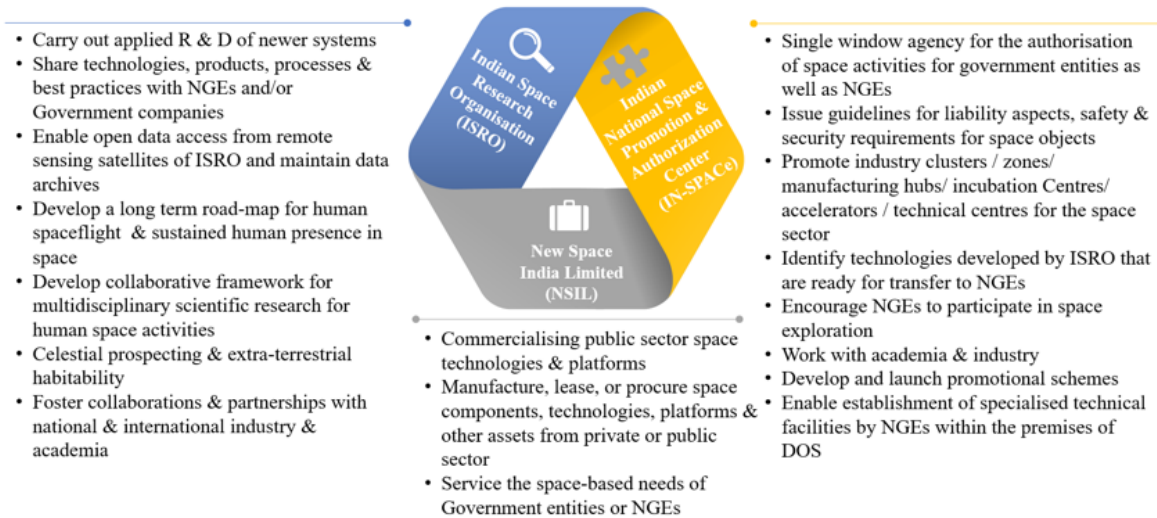 • Carry out applied R & D of newer systems
• Share technologies, products, processes &
best practices with NGEs and/or
Government companies
• Enable open data access from remote
sensing satellites of ISRO and maintain data
archives
• Develop a long term road-map for human
spaceflight & sustained human presence in
space
• Develop collaborative framework for
multidisciplinary scientific research for
human space activities
• Celestial prospecting & extra-terrestrial
habitability
• Foster collaborations & partnerships with
national & international industry &
academia
Indian Space
Research
Organisation
(ISRO)
Indian
National Space
Promotion &
Authorization
Center
(IN-SPACe)
New Space
India Limited
(NSIL)
• Commercialising public sector space
technologies & platforms
• Manufacture, lease, or procure space
components, technologies, platforms &
other assets from private or public
sector
• Service the space-based needs of
Government entities or NGEs
• Single window agency for the authorisation
of space activities for government entities as
well as NGEs
• Issue guidelines for liability aspects, safety &
security requirements for space objects
• Promote industry clusters / zones/
manufacturing hubs/ incubation Centres/
accelerators / technical centres for the space
sector
• Identify technologies developed by ISRO that
are ready for transfer to NGEs
• Encourage NGEs to participate in space
exploration
• Work with academia & industry
• Develop and launch promotional schemes
• Enable establishment of specialised technical
facilities by NGEs within the premises of
DOS